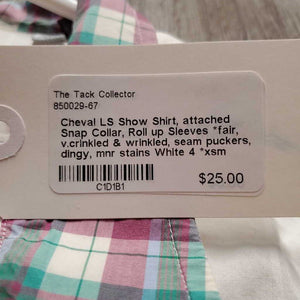 The Tack Collector
850029-67
Cheval LS Show Shirt, attached
Snap Collar, Roll up Sleeves *fair,
v.crinkled & wrinkled, seam puckers,
dingy, mnr stains White 4 *xsm
C1D1B1
$25.00